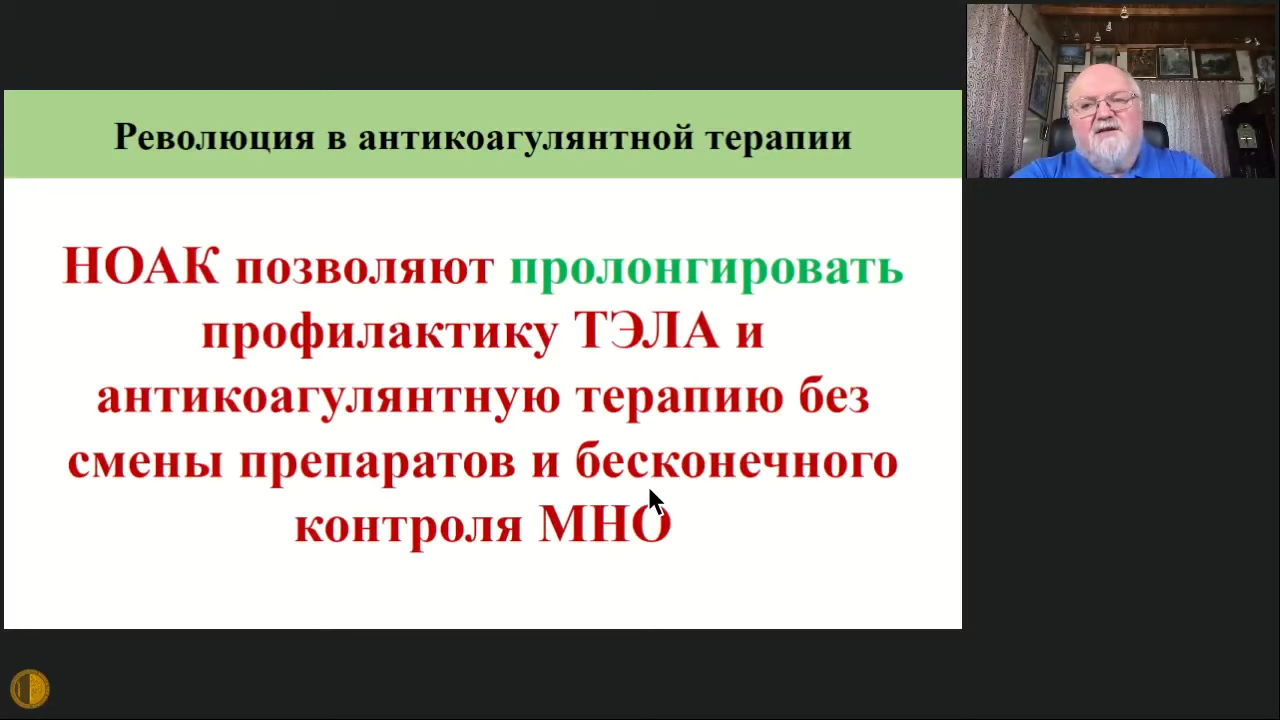 Революция в антикоагулянтной терапии
НОАК позволяют пролонгировать
профилактику ТЭЛА и
антикоагулянтную терапию без
смены препаратов и бесконечного
контроля МНО